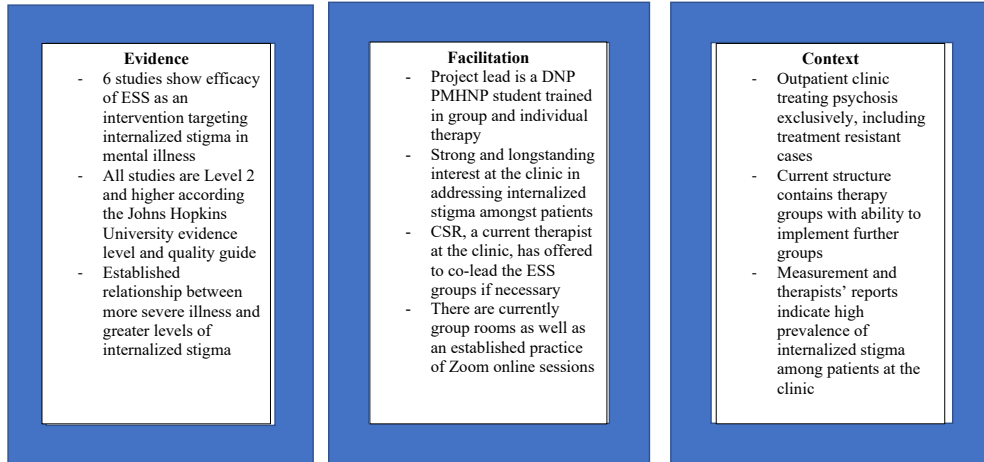 Evidence
- 6 studies show efficacy
of ESS as an
intervention targeting
internalized stigma in
mental illness
- All studies are Level 2
and higher according
the Johns Hopkins
University evidence
level and quality guide
- Established
relationship between
more severe illness and
greater levels of
internalized stigma
Facilitation
- Project lead is a DNP
PMHNP student trained
in group and individual
therapy
- Strong and longstanding
interest at the clinic in
addressing internalized
stigma amongst patients
- CSR, a current therapist
at the clinic, has offered
to co-lead the ESS
groups if necessary
- There are currently
group rooms as well as
an established practice
of Zoom online sessions
Context
- Outpatient clinic
treating psychosis
exclusively, including
treatment resistant
cases
- Current structure
contains therapy
groups with ability to
implement further
groups
- Measurement and
therapists’ reports
indicate high
prevalence of
internalized stigma
among patients at the
clinic